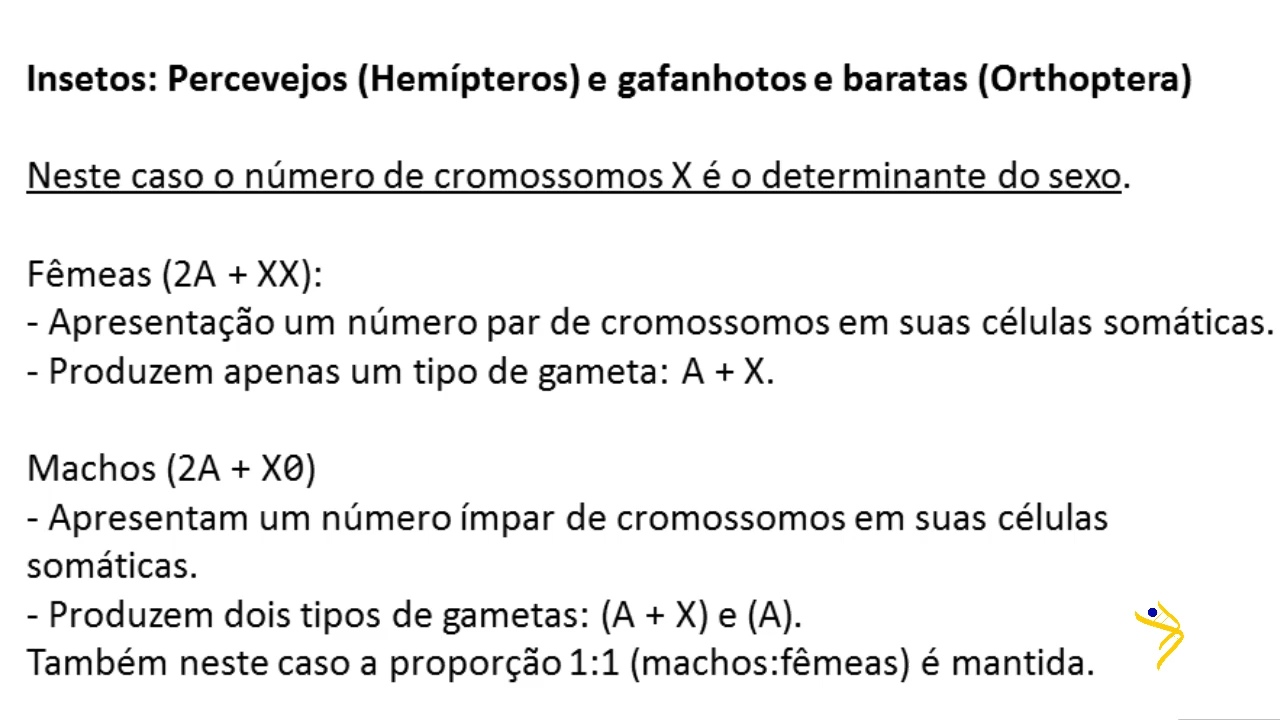 Insetos: Percevejos (Hemípteros) e gafanhotos e baratas (Orthoptera)
Neste caso o número de cromossomos X é o determinante do sexo.
Fêmeas (2A + XX):
- Apresentação um número par de cromossomos em suas células somáticas.
- Produzem apenas um tipo de gameta: A + X.
Machos (2A + X0)
- Apresentam um número ímpar de cromossomos em suas células
somáticas.
- Produzem dois tipos de gametas: (A + X) e (A).
Também neste caso a proporção 1:1 (machos:fêmeas) é mantida.